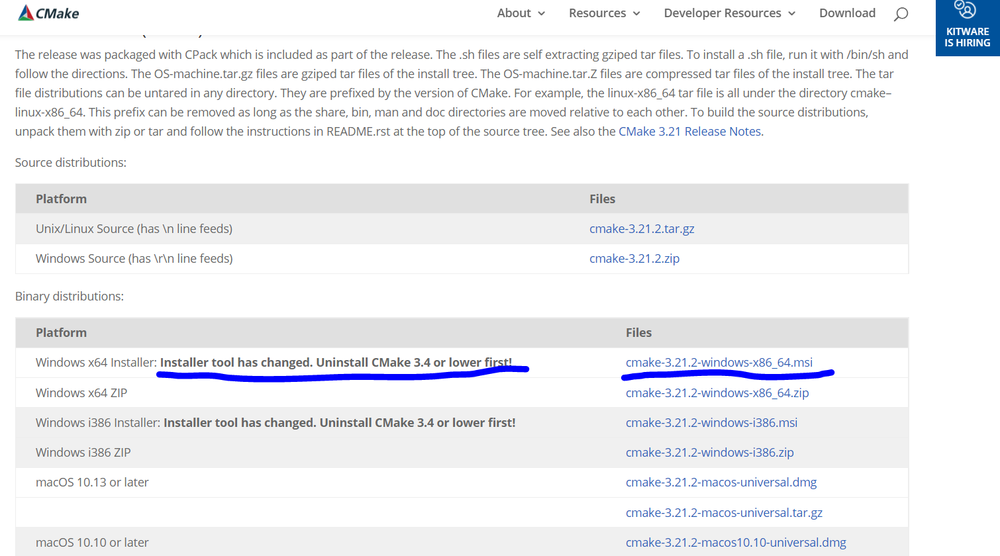 CMake
About
Resources
Developer Resources
Download
KITWARE
IS HIRING
The release was packaged with CPack which is included as part of the release. The .sh files are self extracting gziped tar files. To install a .sh file, run it with /bin/sh and
follow the directions. The OS-machine.tar.gz files are gziped tar files of the install tree. The OS-machine.tar.Z files are compressed tar files of the install tree. The tar
file distributions can be untared in any directory. They are prefixed by the version of CMake. For example, the linux-x86_64 tar file is all under the directory cmake–
linux-x86_64. This prefix can be removed as long as the share, bin, man and doc directories are moved relative to each other. To build the source distributions,
unpack them with zip or tar and follow the instructions in README.rst at the top of the source tree. See also the CMake 3.21 Release Notes.
Source distributions:
Platform Files
Unix/Linux Source (has \n line feeds) cmake-3.21.2.tar.gz
Windows Source (has \r\n line feeds) cmake-3.21.2.zip
Binary distributions:
Platform Files
Windows x64 Installer: Installer tool has changed. Uninstall CMake 3.4 or lower first! cmake-3.21.2-windows-x86_64.msi
Windows x64 ZIP cmake-3.21.2-windows-x86_64.zip
Windows i386 Installer: Installer tool has changed. Uninstall CMake 3.4 or lower first! cmake-3.21.2-windows-i386.msi
Windows i386 ZIP cmake-3.21.2-windows-i386.zip
macOS 10.13 or later cmake-3.21.2-macos-universal.dmg
cmake-3.21.2-macos-universal.tar.gz
macOS 10.10 or later cmake-3.21.2-macos10.10-universal.dmg